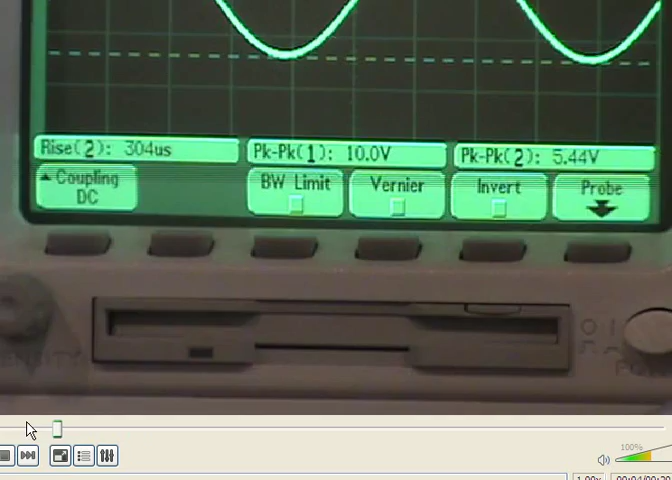 Rise(2): 304us
Pk-Pk(1): 10.0V
Pk-Pk(2): 5.44V
Coupling
DC
BW Limit
Vernier
Invert
Probe
100%